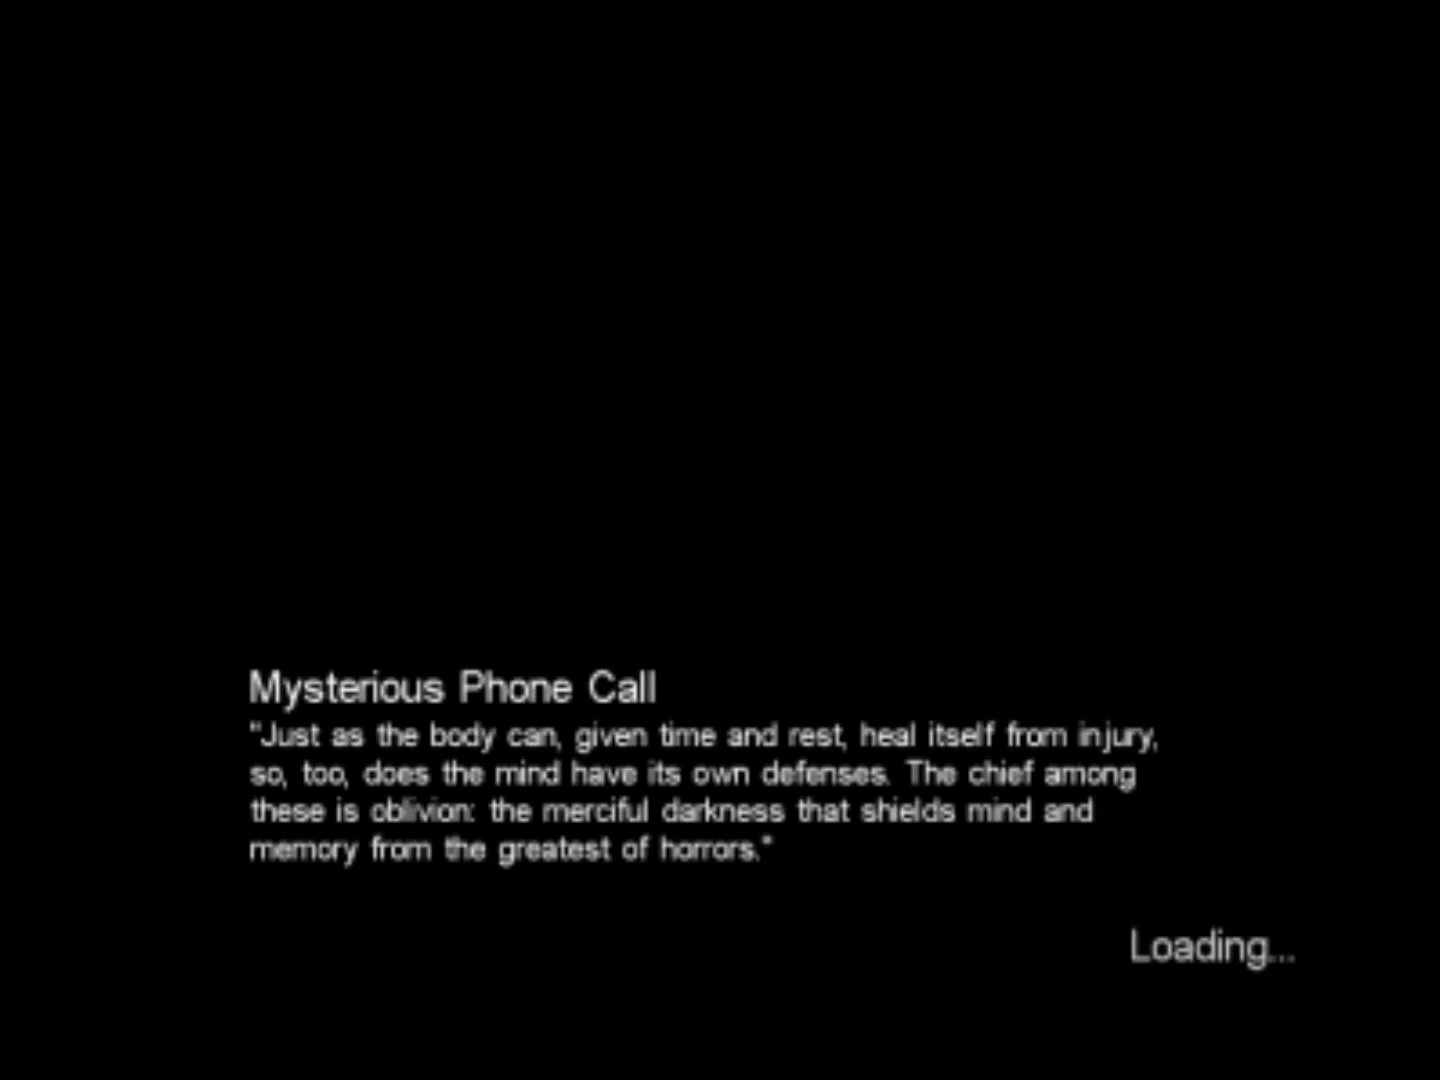 Mysterious Phone Call
"Just as the body can, given time and rest, heal itself from injury,
so, too, does the mind have its own defenses. The chief among
these is oblivion: the merciful darkness that shields mind and
memory from the greatest of horrors."
Loading...